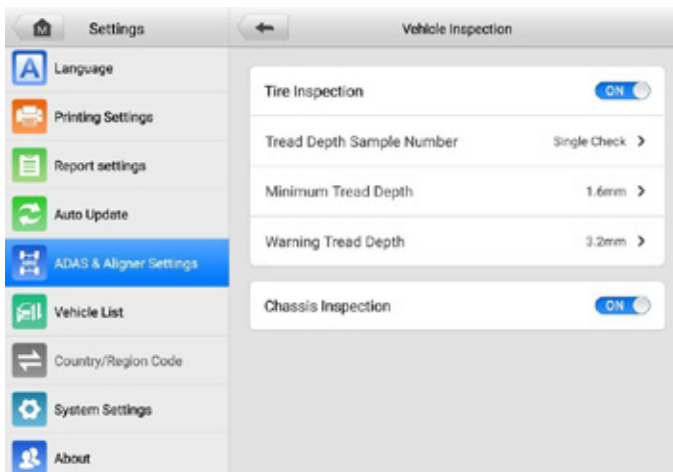 Settings
Vehicle Inspection
Language
Printing Settings
Report settings
Auto Update
ADAS & Aligner Settings
Vehicle List
Country/Region Code
System Settings
About
Tire Inspection ON
Tread Depth Sample Number Single Check >
Minimum Tread Depth 1.6mm >
Warning Tread Depth 3.2mm >
Chassis Inspection ON